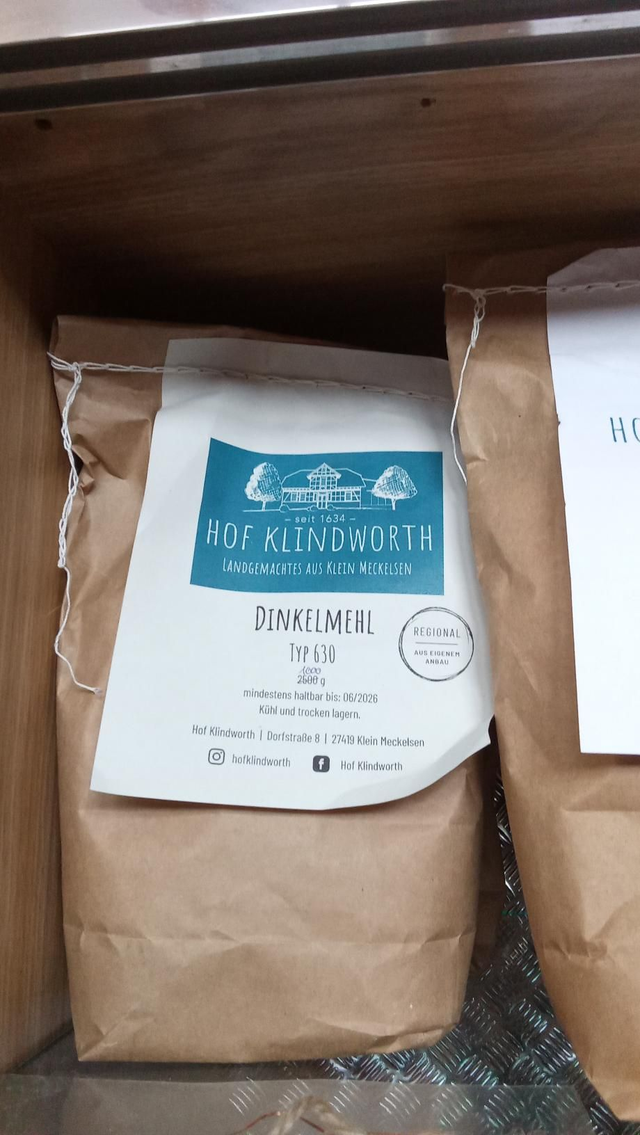 – seit 1634 –
HOF KLINDWORTH
LANDGEMACHTES AUS KLEIN MECKELSEN
DINKELMEHL
TYP 630
1000
2500 g
mindestens haltbar bis: 06/2026
Kühl und trocken lagern.
REGIONAL
AUS EIGENEM
ANBAU
Hof Klindworth | Dorfstraße 8 | 27419 Klein Meckelsen
hofklindworth
Hof Klindworth
HO